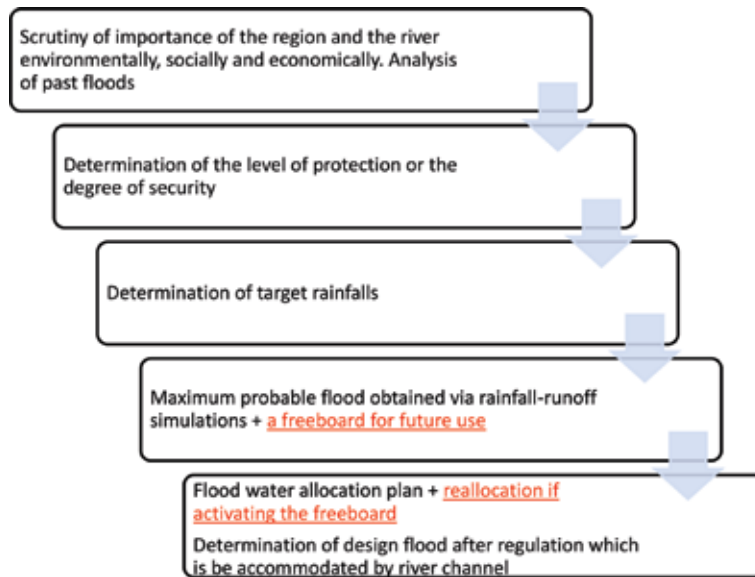 Scrutiny of importance of the region and the river
environmentally, socially and economically. Analysis
of past floods
Determination of the level of protection or the
degree of security
Determination of target rainfalls
Maximum probable flood obtained via rainfall-runoff
simulations + a freeboard for future use
Flood water allocation plan + reallocation if
activating the freeboard
Determination of design flood after regulation which
is be accommodated by river channel